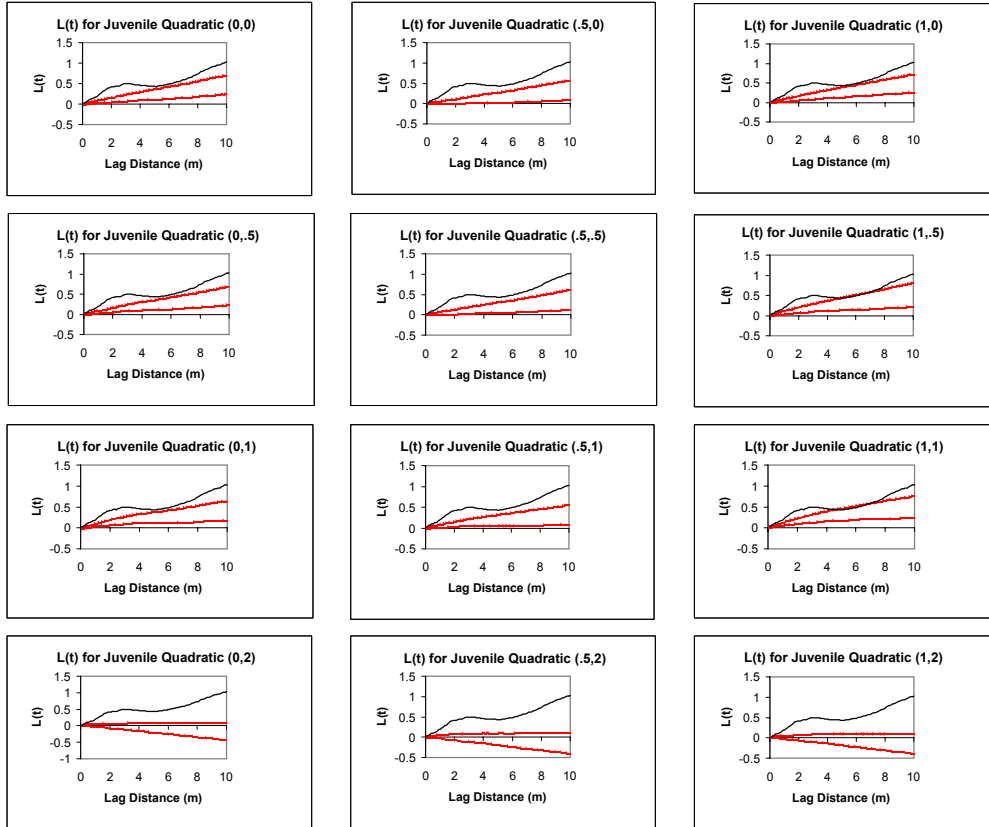 L(t) for Juvenile Quadratic (0,0)
1.5
1
0.5
0
-0.5
L(t)
0 2 4 6 8 10
Lag Distance (m)
L(t) for Juvenile Quadratic (.5,0)
1.5
1
0.5
0
-0.5
L(t)
0 2 4 6 8 10
Lag Distance (m)
L(t) for Juvenile Quadratic (1,0)
1.5
1
0.5
0
-0.5
L(t)
0 2 4 6 8 10
Lag Distance (m)
L(t) for Juvenile Quadratic (0,.5)
1.5
1
0.5
0
-0.5
L(t)
0 2 4 6 8 10
Lag Distance (m)
L(t) for Juvenile Quadratic (.5,.5)
1.5
1
0.5
0
-0.5
L(t)
0 2 4 6 8 10
Lag Distance (m)
L(t) for Juvenile Quadratic (1,.5)
1.5
1
0.5
0
-0.5
L(t)
0 2 4 6 8 10
Lag Distance (m)
L(t) for Juvenile Quadratic (0,1)
1.5
1
0.5
0
-0.5
L(t)
0 2 4 6 8 10
Lag Distance (m)
L(t) for Juvenile Quadratic (.5,1)
1.5
1
0.5
0
-0.5
L(t)
0 2 4 6 8 10
Lag Distance (m)
L(t) for Juvenile Quadratic (1,1)
1.5
1
0.5
0
-0.5
L(t)
0 2 4 6 8 10
Lag Distance (m)
L(t) for Juvenile Quadratic (0,2)
1.5
1
0.5
0
-0.5
-1
L(t)
0 2 4 6 8 10
Lag Distance (m)
L(t) for Juvenile Quadratic (.5,2)
1.5
1
0.5
0
-0.5
L(t)
0 2 4 6 8 10
Lag Distance (m)
L(t) for Juvenile Quadratic (1,2)
1.5
1
0.5
0
-0.5
L(t)
0 2 4 6 8 10
Lag Distance (m)